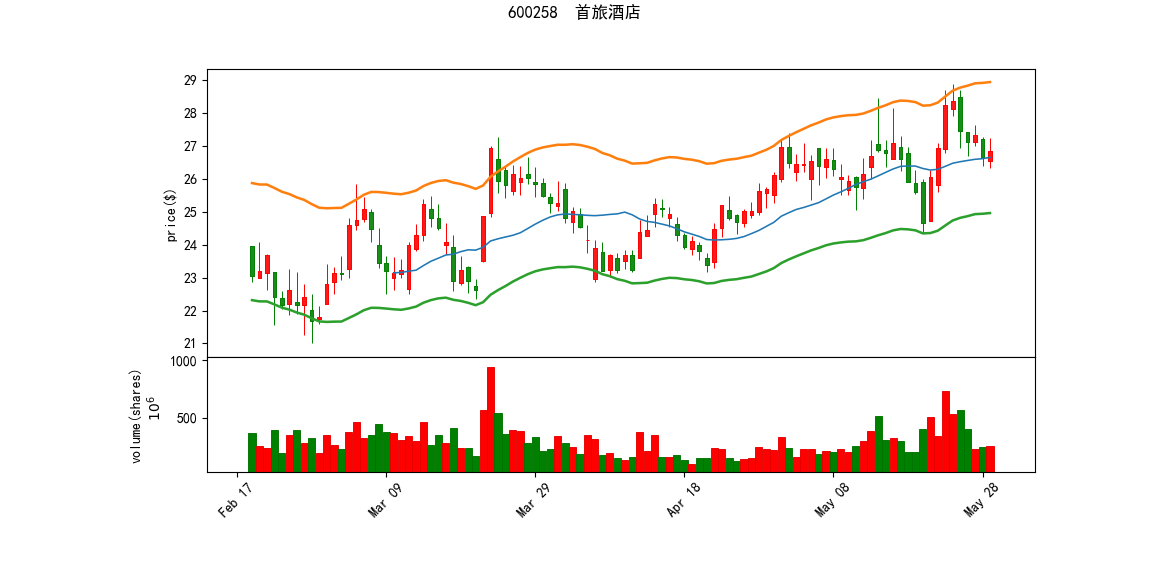 600258 首旅酒店
price($)
29
28
27
26
25
24
23
22
21
volume(shares)
10^6
1000
500
Feb 17
Mar 09
Mar 29
Apr 18
May 08
May 28